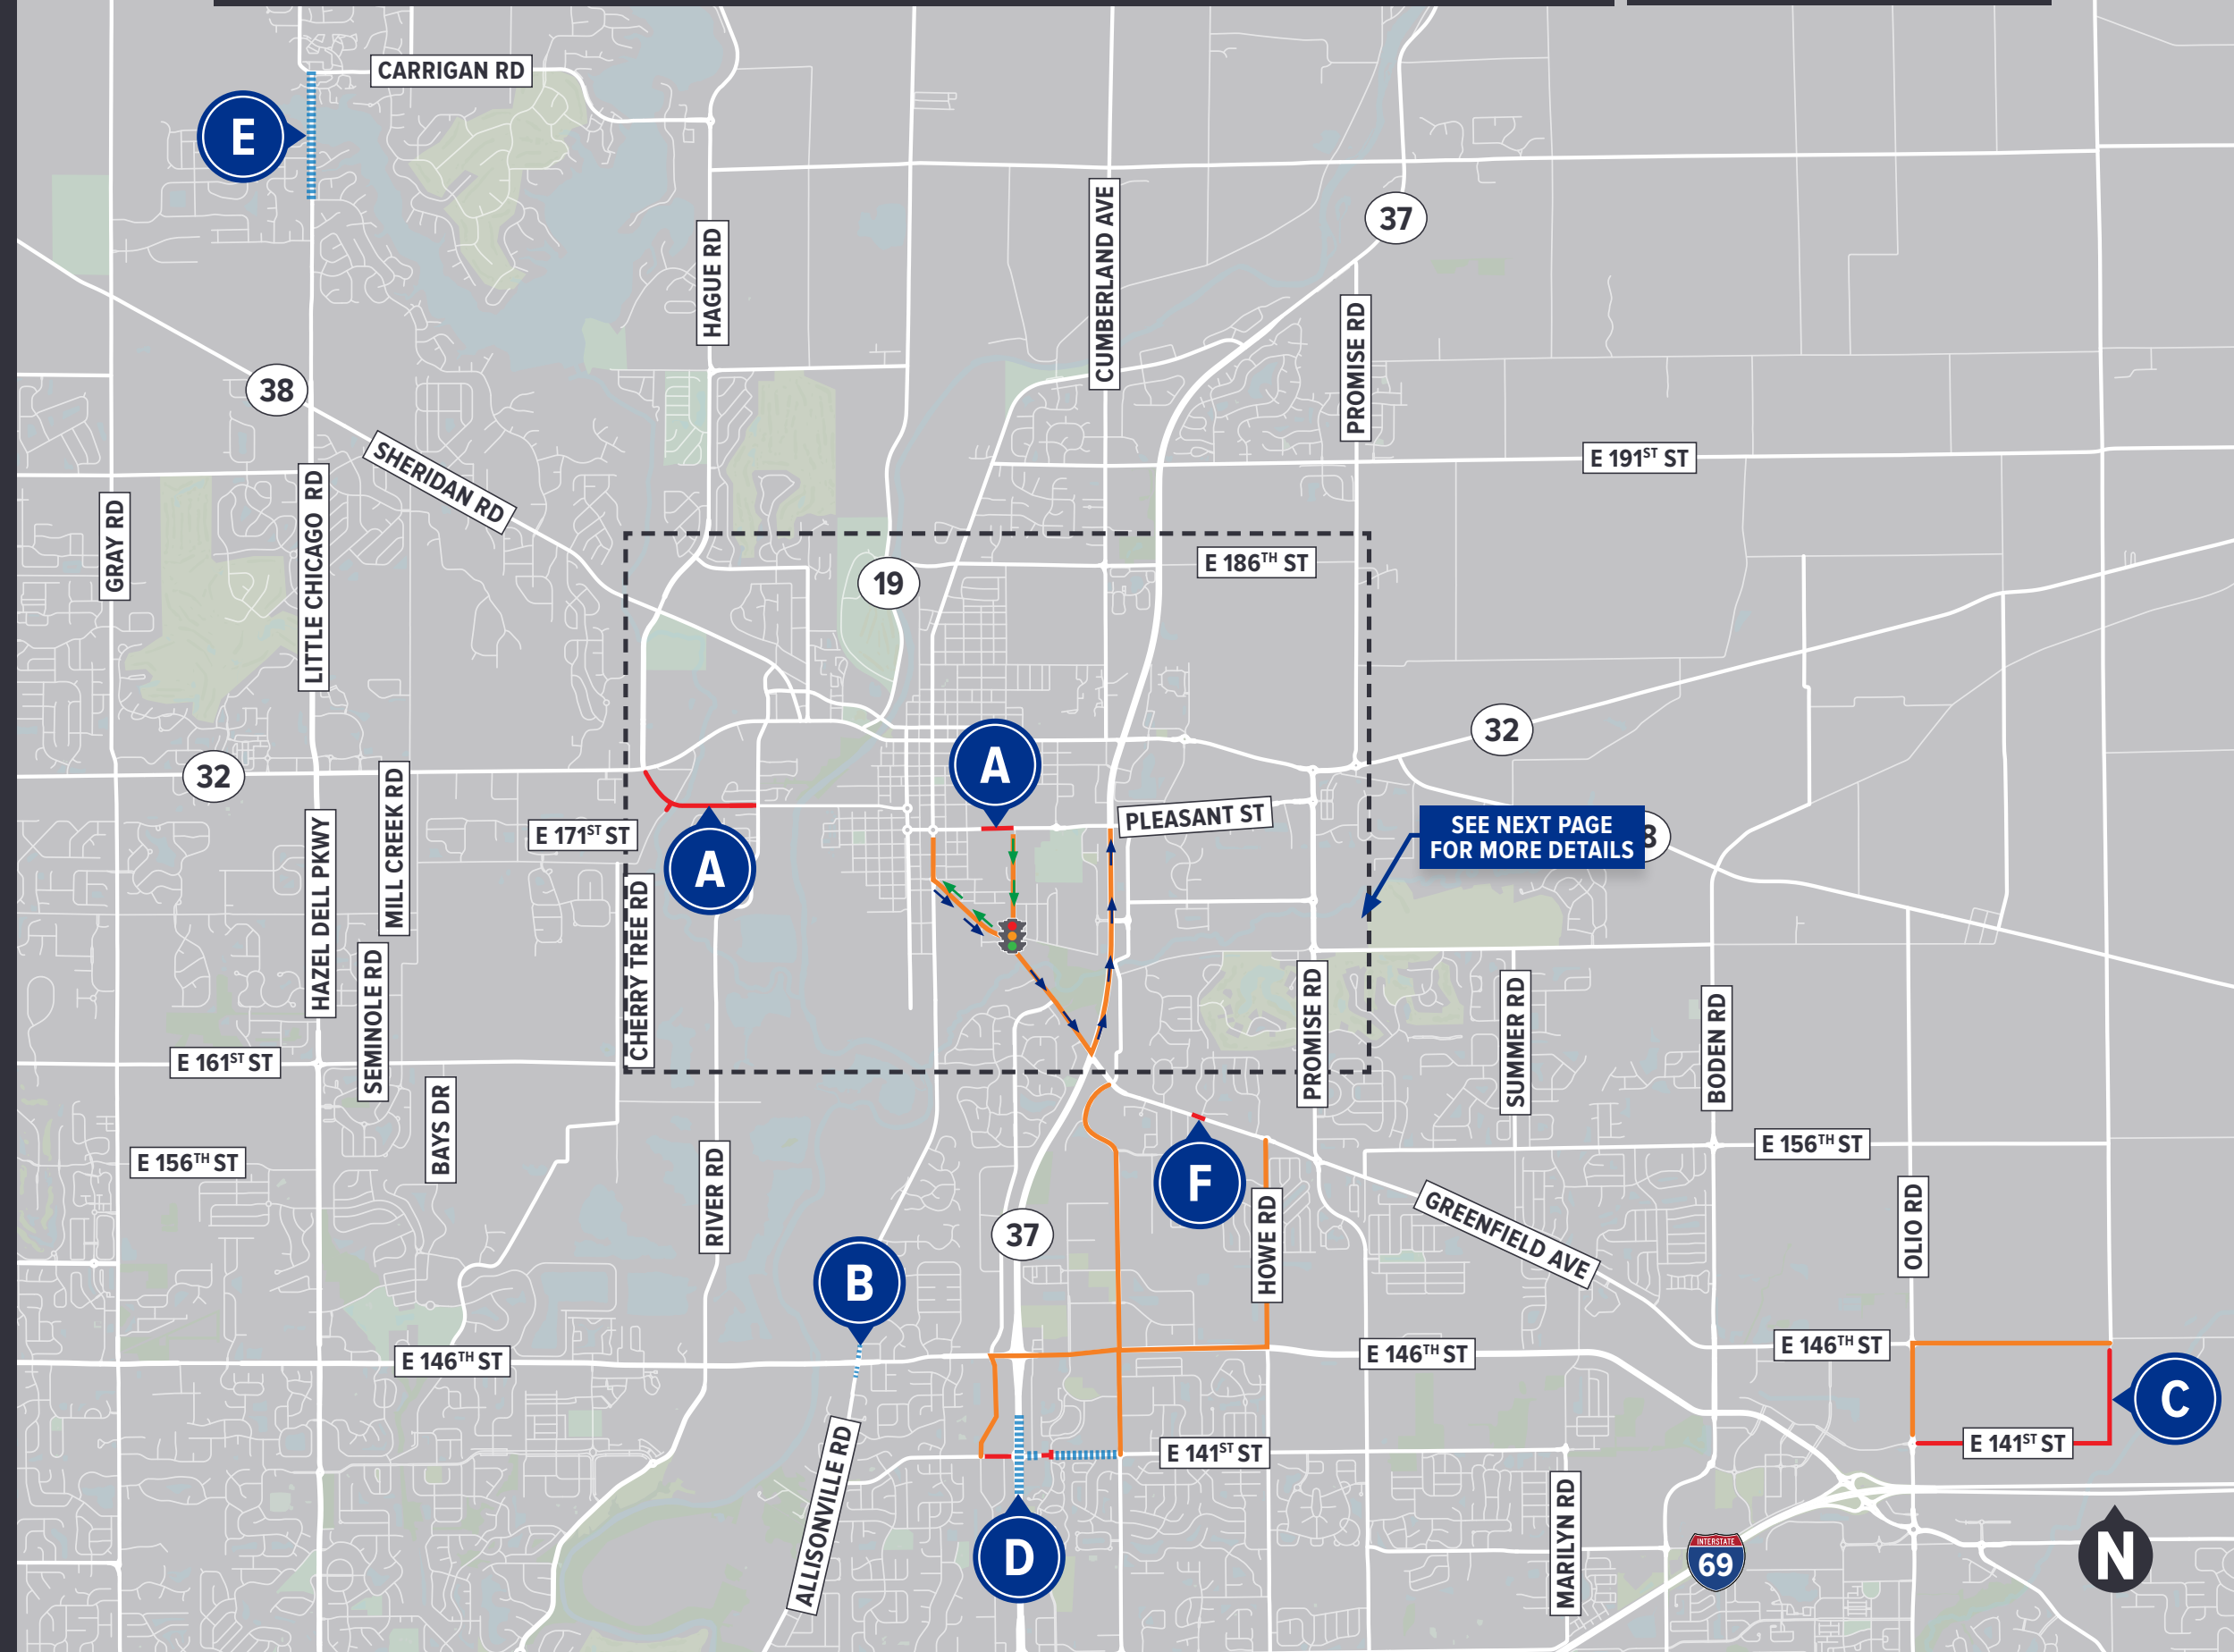 CARRIGAN RD
E
HAGUE RD
CUMBERLAND AVE
37
PROMISE RD
38
SHERIDAN RD
E 191ST ST
GRAY RD
LITTLE CHICAGO RD
19
E 186TH ST
32
A
32
MILL CREEK RD
HAZEL DELL PKWY
E 171ST ST
A
PLEASANT ST
SEE NEXT PAGE
FOR MORE DETAILS
8
CHERRY TREE RD
SEMINOLE RD
E 161ST ST
BAYS DR
PROMISE RD
SUMMER RD
BODEN RD
E 156TH ST
E 156TH ST
RIVER RD
F
HOWE RD
GREENFIELD AVE
OLIO RD
37
B
E 146TH ST
E 146TH ST
E 146TH ST
C
ALLISONVILLE RD
E 141ST ST
E 141ST ST
D
MARILYN RD
INTERSTATE
69
N